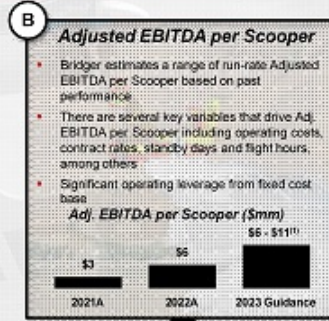 B
Adjusted EBITDA per Scooper
Bridger estimates a range of run-rate Adjusted
EBITDA per Scooper based on past
performance
There are several key variables that drive Adj.
EBITDA per Scooper including operating costs,
contract rates, standby days and flight hours,
among others
Significant operating leverage from fixed cost
base
Adj. EBITDA per Scooper ($mm)
$6 - $11⁽¹⁾
$6
$3
2021A 2022A 2023 Guidance